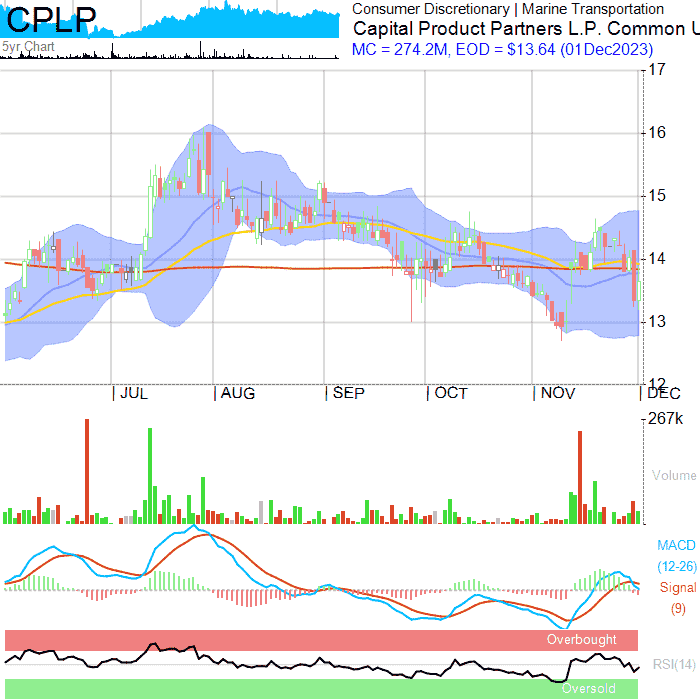 CPLP
5yr Chart
Consumer Discretionary | Marine Transportation
Capital Product Partners L.P. Common U
MC = 274.2M, EOD = $13.64 (01Dec2023)
17
16
15
14
13
12
JUL AUG SEP OCT NOV DEC
267k
Volume
MACD
(12-26)
Signal
(9)
Overbought
RSI(14)
Oversold